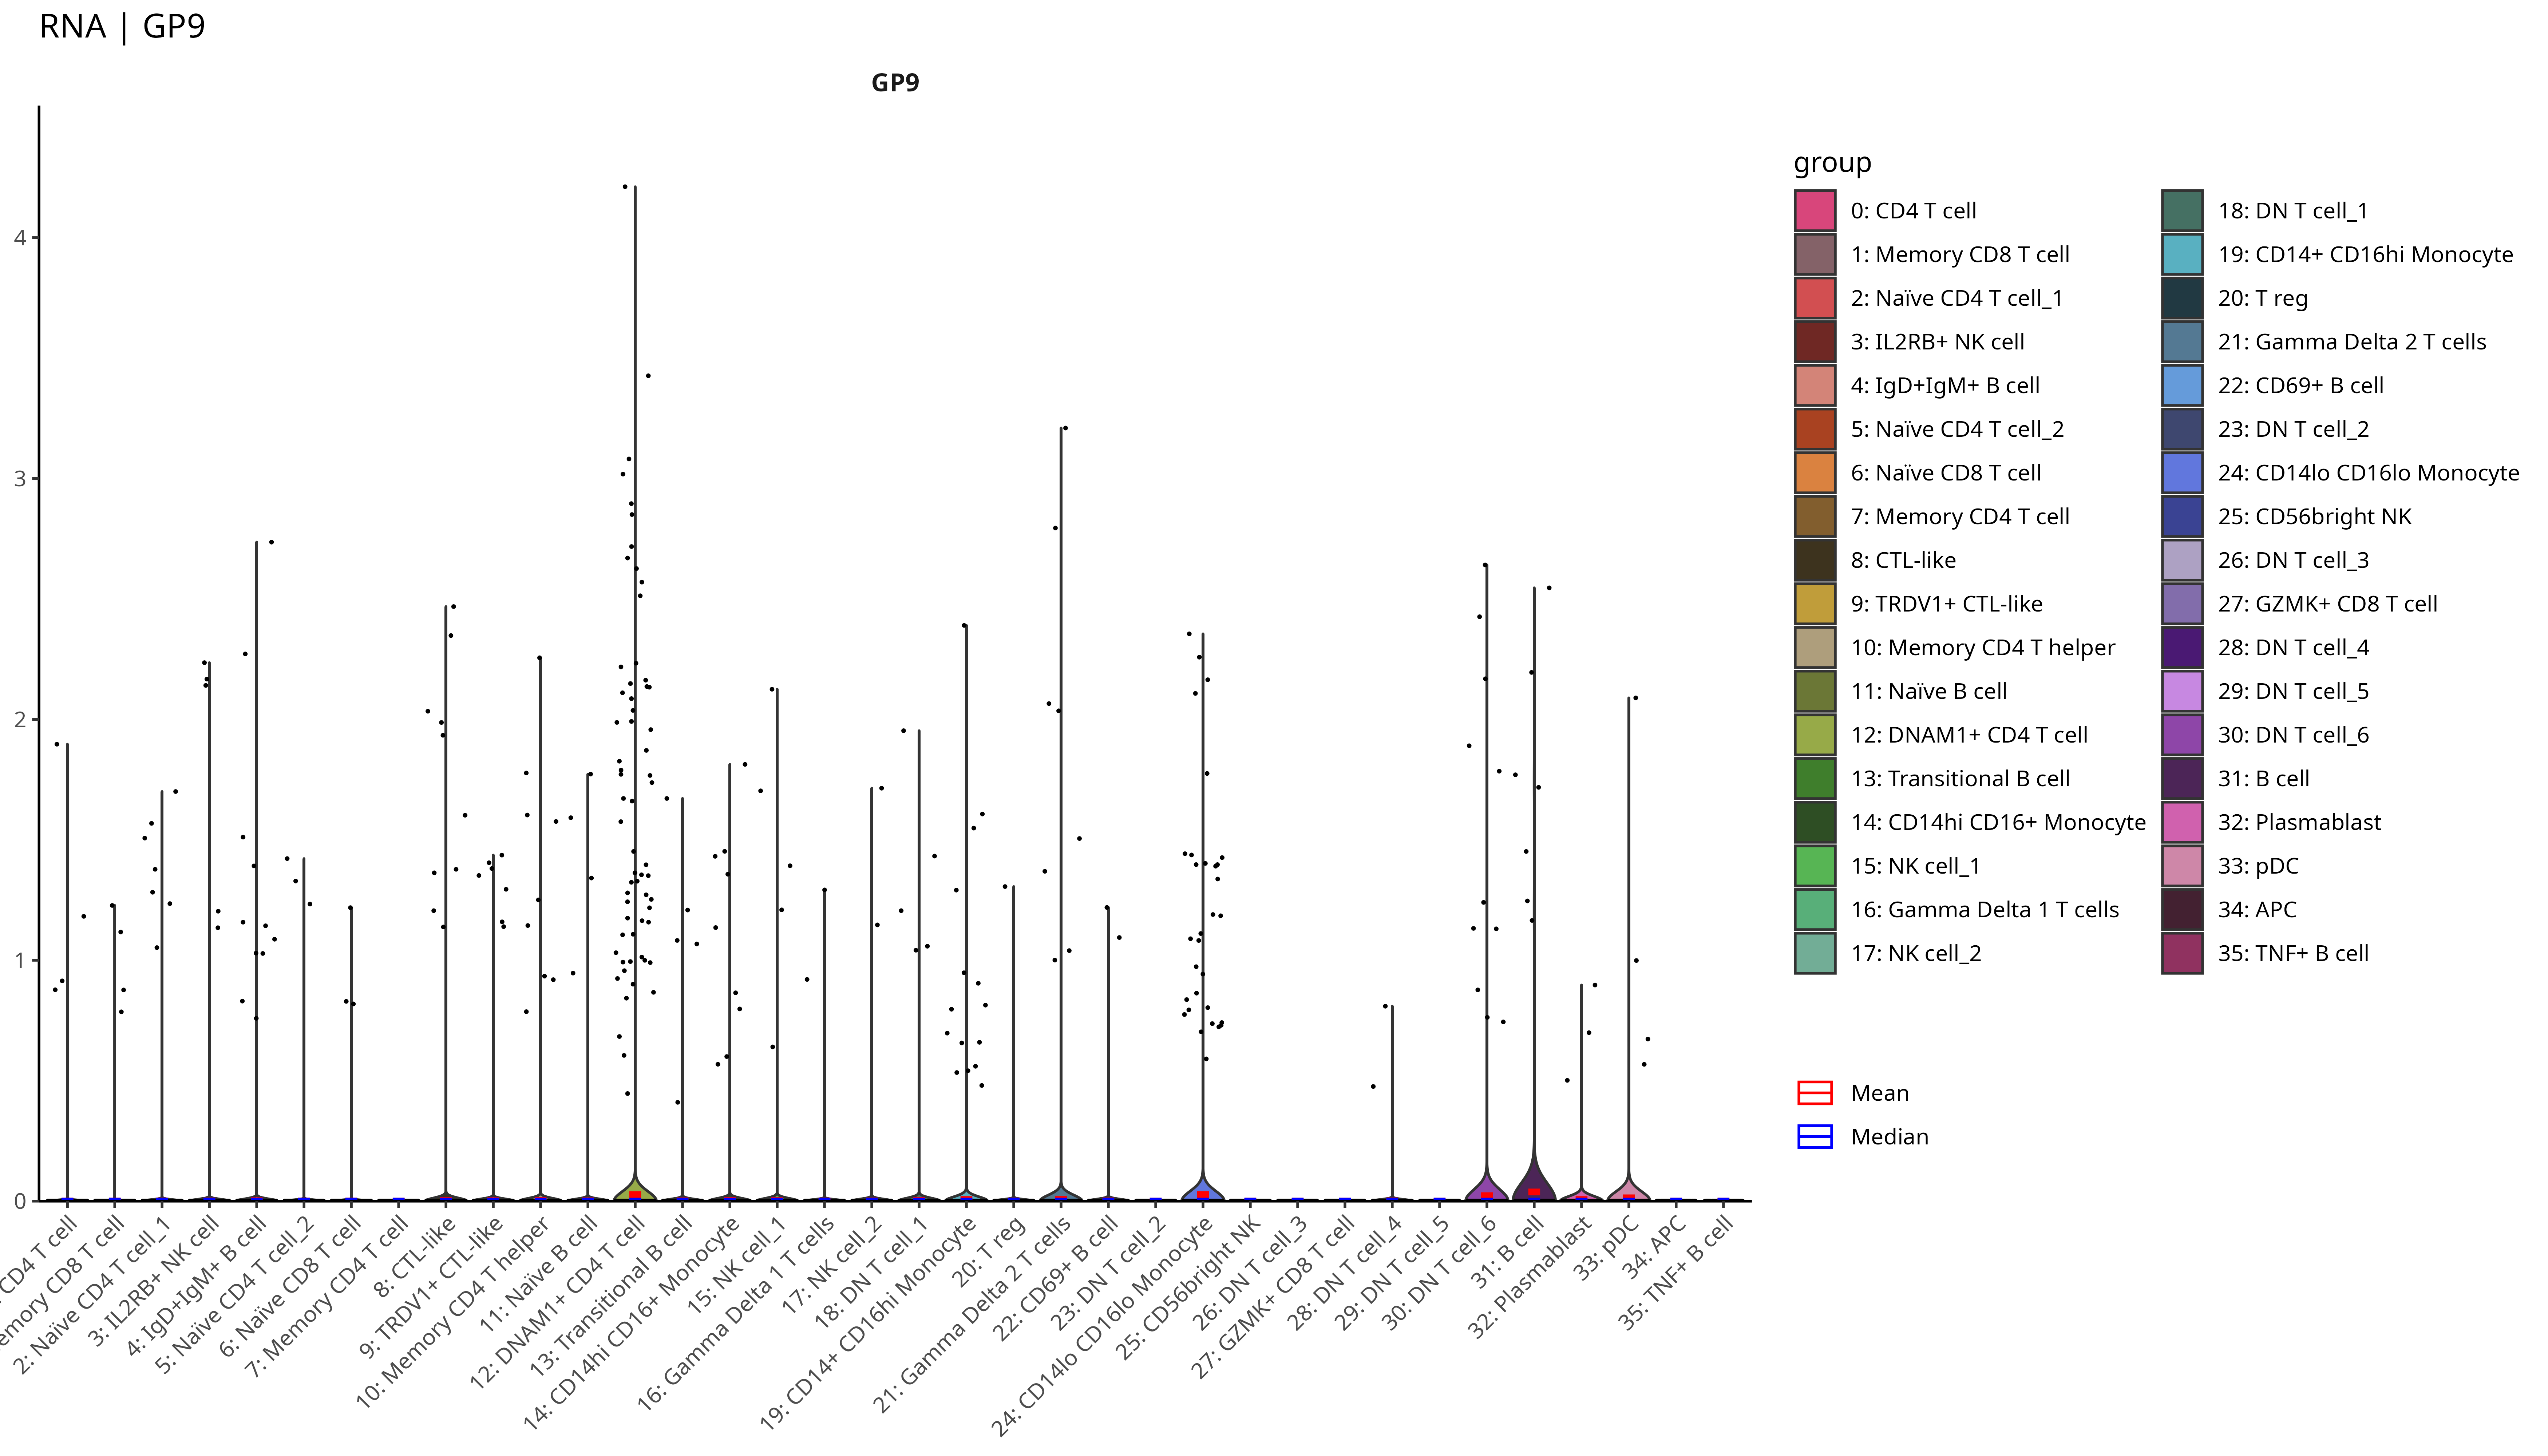 RNA | GP9
GP9
4
3
2
1
0
CD4 T cell
Memory CD8 T cell
2: Naïve CD4 T cell_1
3: IL2RB+ NK cell
4: IgD+IgM+ B cell
5: Naïve CD4 T cell_2
6: Naïve CD8 T cell
7: Memory CD4 T cell
8: CTL-like
9: TRDV1+ CTL-like
10: Memory CD4 T helper
11: Naïve B cell
12: DNAM1+ CD4 T cell
13: Transitional B cell
14: CD14hi CD16+ Monocyte
15: NK cell_1
16: Gamma Delta 1 T cells
17: NK cell_2
18: DN T cell_1
19: CD14+ CD16hi Monocyte
20: T reg
21: Gamma Delta 2 T cells
22: CD69+ B cell
23: DN T cell_2
24: CD14lo CD16lo Monocyte
25: CD56bright NK
26: DN T cell_3
27: GZMK+ CD8 T cell
28: DN T cell_4
29: DN T cell_5
30: DN T cell_6
31: B cell
32: Plasmablast
33: pDC
34: APC
35: TNF+ B cell
group
0: CD4 T cell
1: Memory CD8 T cell
2: Naïve CD4 T cell_1
3: IL2RB+ NK cell
4: IgD+IgM+ B cell
5: Naïve CD4 T cell_2
6: Naïve CD8 T cell
7: Memory CD4 T cell
8: CTL-like
9: TRDV1+ CTL-like
10: Memory CD4 T helper
11: Naïve B cell
12: DNAM1+ CD4 T cell
13: Transitional B cell
14: CD14hi CD16+ Monocyte
15: NK cell_1
16: Gamma Delta 1 T cells
17: NK cell_2
18: DN T cell_1
19: CD14+ CD16hi Monocyte
20: T reg
21: Gamma Delta 2 T cells
22: CD69+ B cell
23: DN T cell_2
24: CD14lo CD16lo Monocyte
25: CD56bright NK
26: DN T cell_3
27: GZMK+ CD8 T cell
28: DN T cell_4
29: DN T cell_5
30: DN T cell_6
31: B cell
32: Plasmablast
33: pDC
34: APC
35: TNF+ B cell
Mean
Median